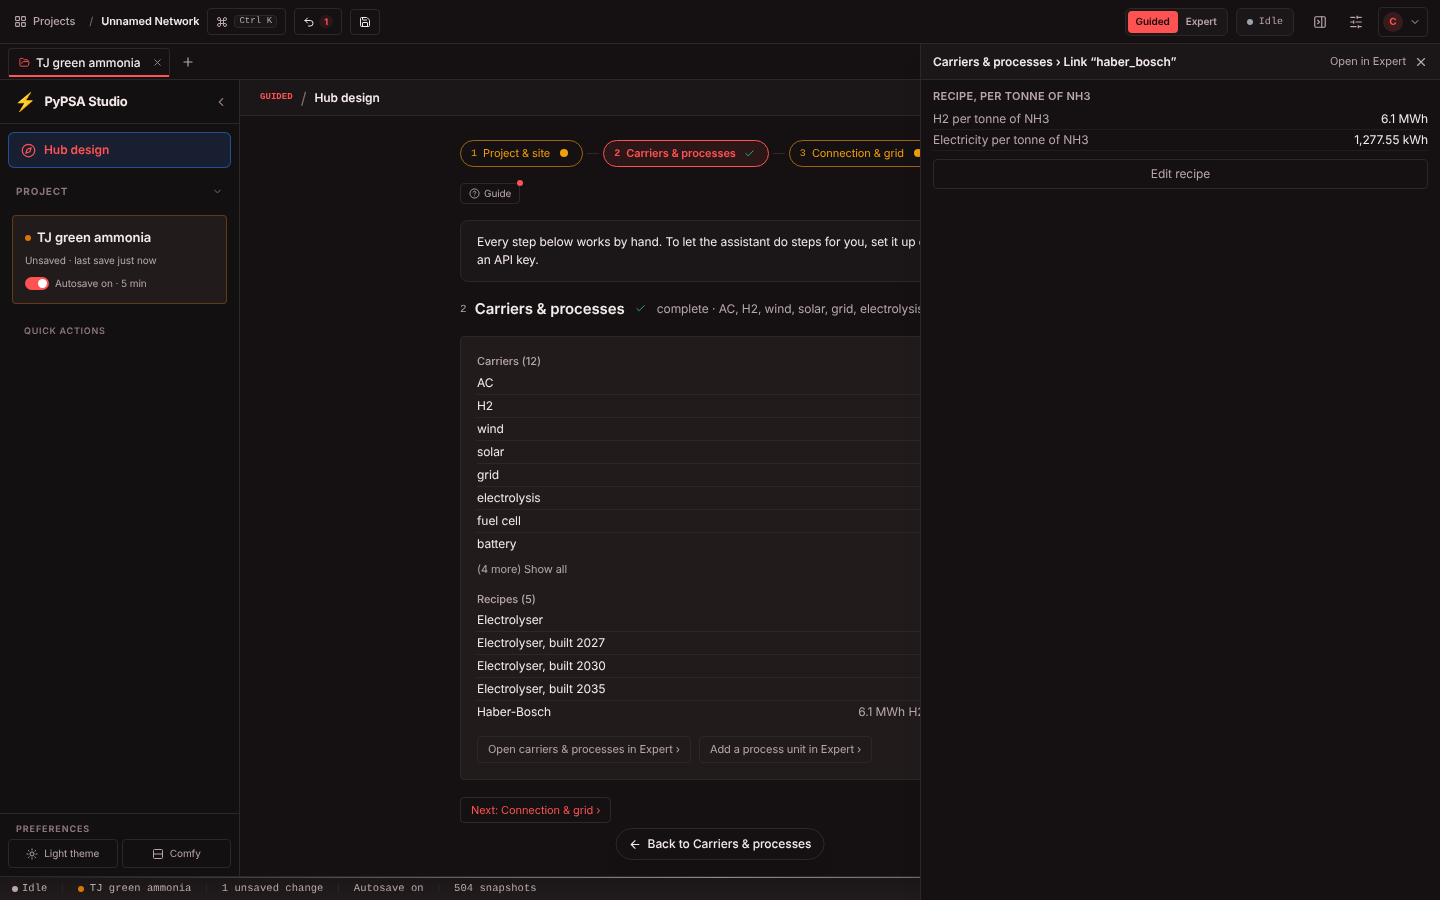 Projects / Unnamed Network Ctrl K 1 Guided Expert Idle C
TJ green ammonia
Carriers & processes › Link “haber_bosch” Open in Expert
PyPSA Studio
GUIDED / Hub design
RECIPE, PER TONNE OF NH3
H2 per tonne of NH3 6.1 MWh
Electricity per tonne of NH3 1,277.55 kWh
Edit recipe
Hub design
PROJECT
TJ green ammonia
Unsaved · last save just now
Autosave on · 5 min
QUICK ACTIONS
1 Project & site 2 Carriers & processes 3 Connection & grid
Guide
Every step below works by hand. To let the assistant do steps for you, set it up
an API key.
2 Carriers & processes complete · AC, H2, wind, solar, grid, electrolysis
Carriers (12)
AC
H2
wind
solar
grid
electrolysis
fuel cell
battery
(4 more) Show all
Recipes (5)
Electrolyser
Electrolyser, built 2027
Electrolyser, built 2030
Electrolyser, built 2035
Haber-Bosch 6.1 MWh H2
Open carriers & processes in Expert › Add a process unit in Expert ›
Next: Connection & grid ›
Back to Carriers & processes
PREFERENCES
Light theme Comfy
Idle TJ green ammonia 1 unsaved change Autosave on 504 snapshots